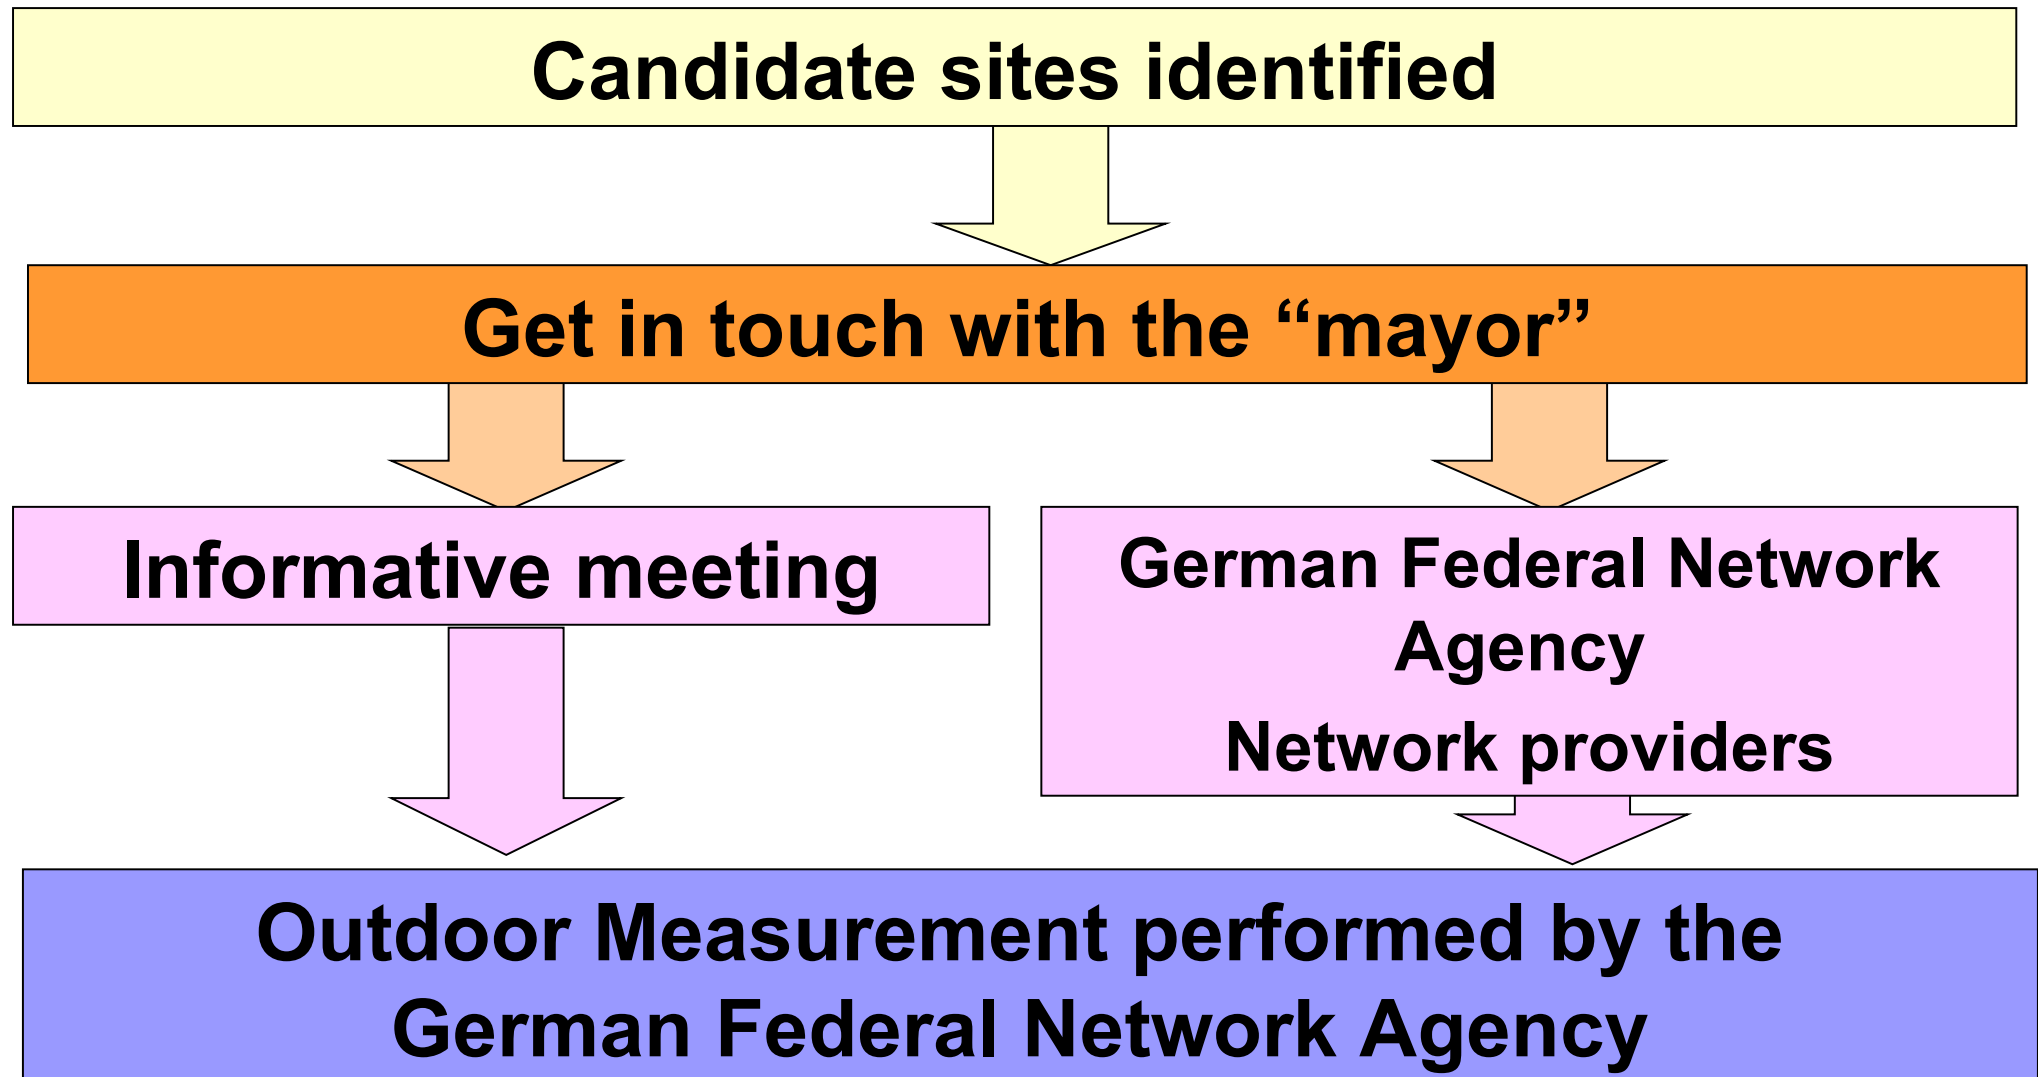 Candidate sites identified
Get in touch with the “mayor”
Informative meeting
German Federal Network
Agency
Network providers
Outdoor Measurement performed by the
German Federal Network Agency